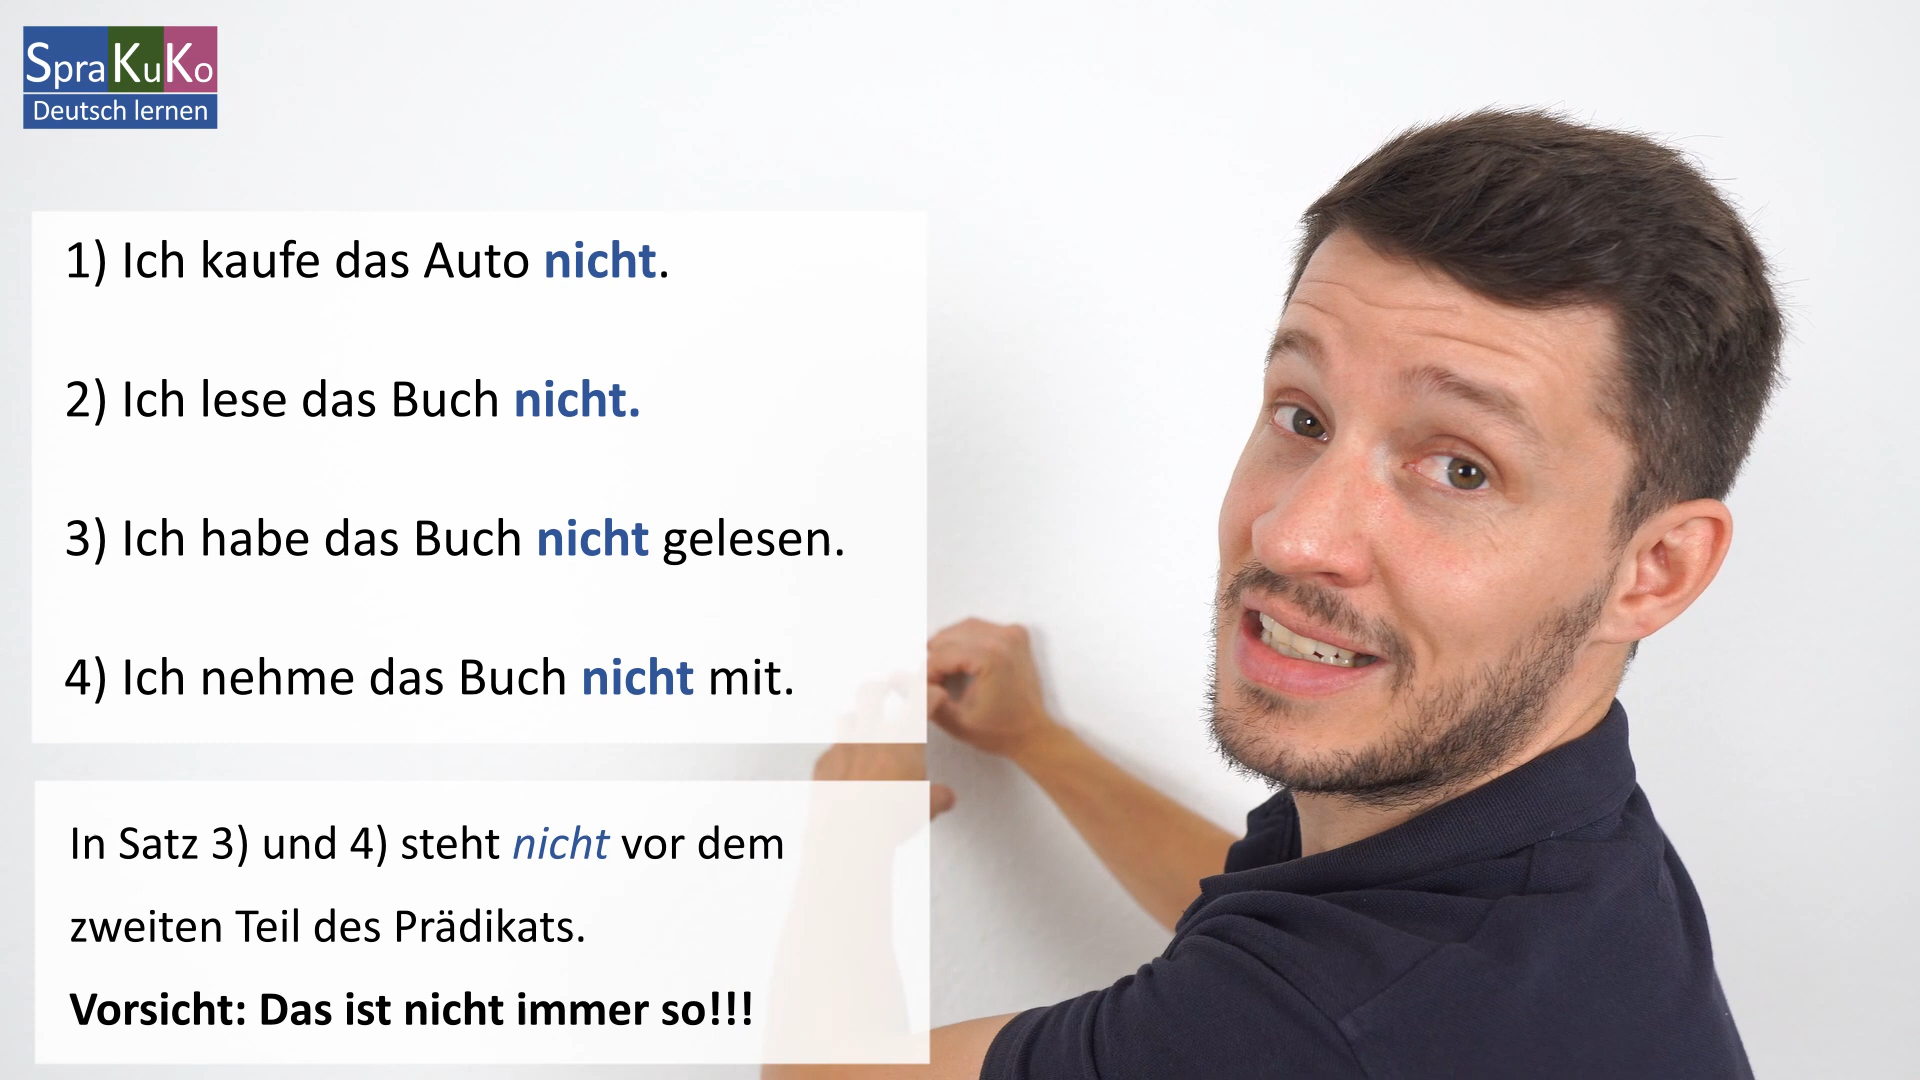 SpraKuKo
Deutsch lernen
1) Ich kaufe das Auto nicht.
2) Ich lese das Buch nicht.
3) Ich habe das Buch nicht gelesen.
4) Ich nehme das Buch nicht mit.
In Satz 3) und 4) steht nicht vor dem
zweiten Teil des Prädikats.
Vorsicht: Das ist nicht immer so!!!